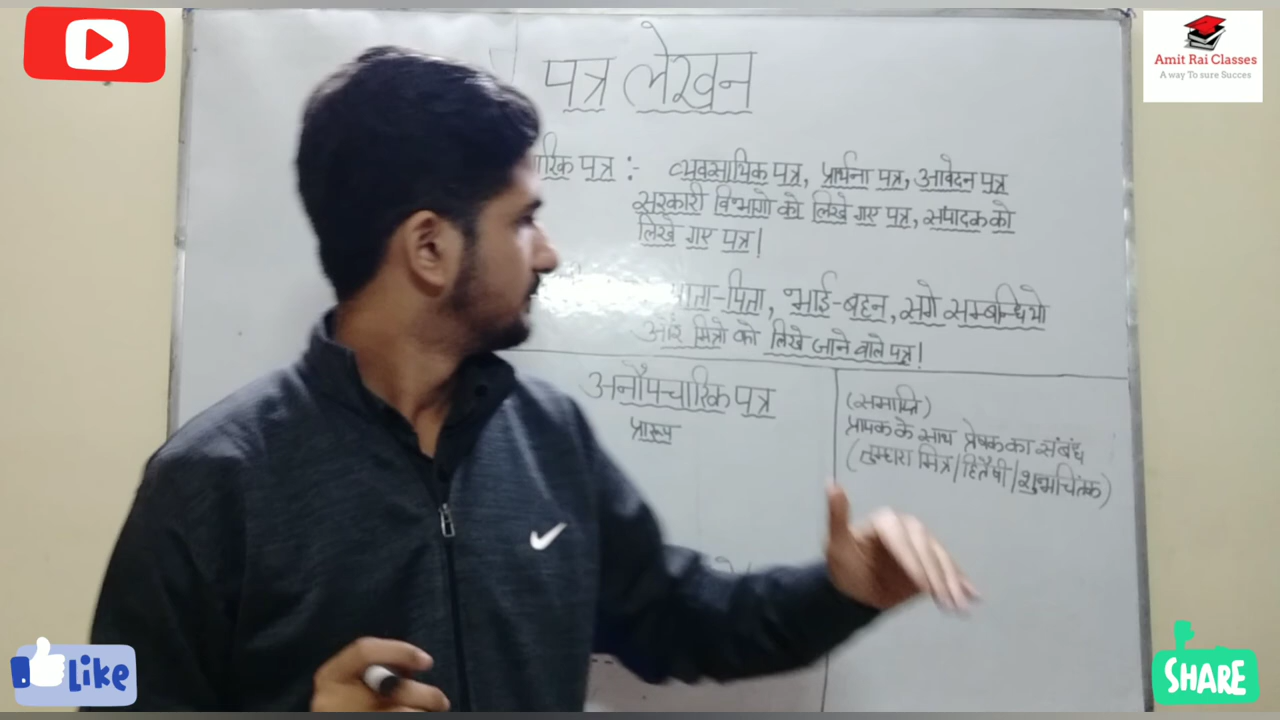 Amit Rai Classes
A way To sure Succes
पत्र लेखन
पत्र :- व्यवसायिक पत्र, प्रार्थना पत्र, आवेदन पत्र
सरकारी विभागो को लिखे गए पत्र, संपादक को
लिखे गए पत्र।
माता-पिता, भाई-बहन, सगे सम्बन्धियो
और मित्रो को लिखे जाने वाले पत्र।
अनौपचारिक पत्र
प्रारूप
(समाप्ति)
प्रापक के साथ प्रेषक का संबंध
(तुम्हारा मित्र/हितैषी/शुभचिंतक)
Like
SHARE